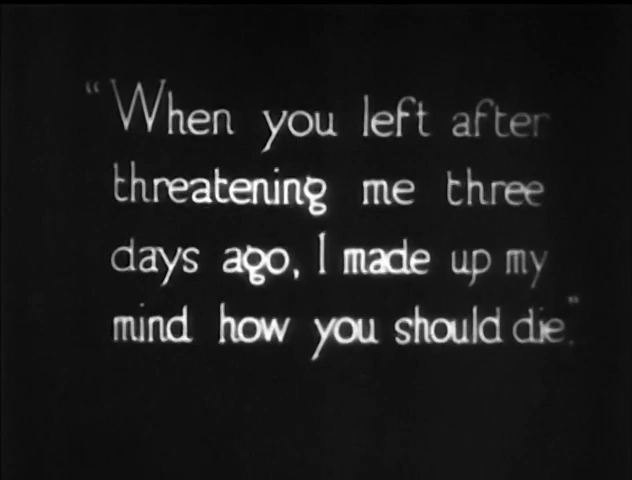 “When you left after
threatening me three
days ago, I made up my
mind how you should die.”